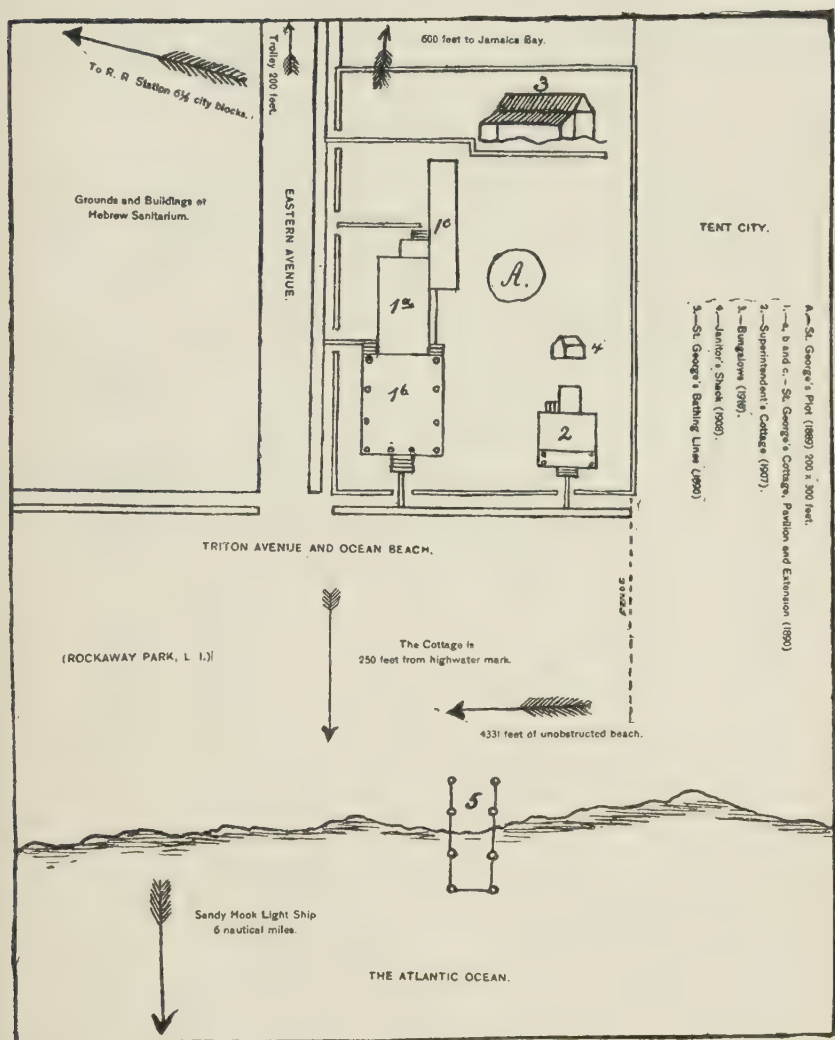 600 feet to Jamaica Bay.
To R. R. Station 6½ city blocks.
Trolley 200 feet.
EASTERN AVENUE.
Grounds and Buildings of
Hebrew Sanitarium.
3
1c
A.
1a
4
1b
2
TENT CITY.
A.—St. George's Plot (1889) 200 x 300 feet.
1.—a, b and c.—St. George's Cottage, Pavilion and Extension (1890)
2.—Superintendent's Cottage (1907).
3.—Bungalows
4.—Janitor's Shack (1908).
5.—St. George's Bathing Lines (1890)
TRITON AVENUE AND OCEAN BEACH.
FENCE
(ROCKAWAY PARK, L. I.)
The Cottage is
250 feet from highwater mark.
4331 feet of unobstructed beach.
5
Sandy Hook Light Ship
6 nautical miles.
THE ATLANTIC OCEAN.